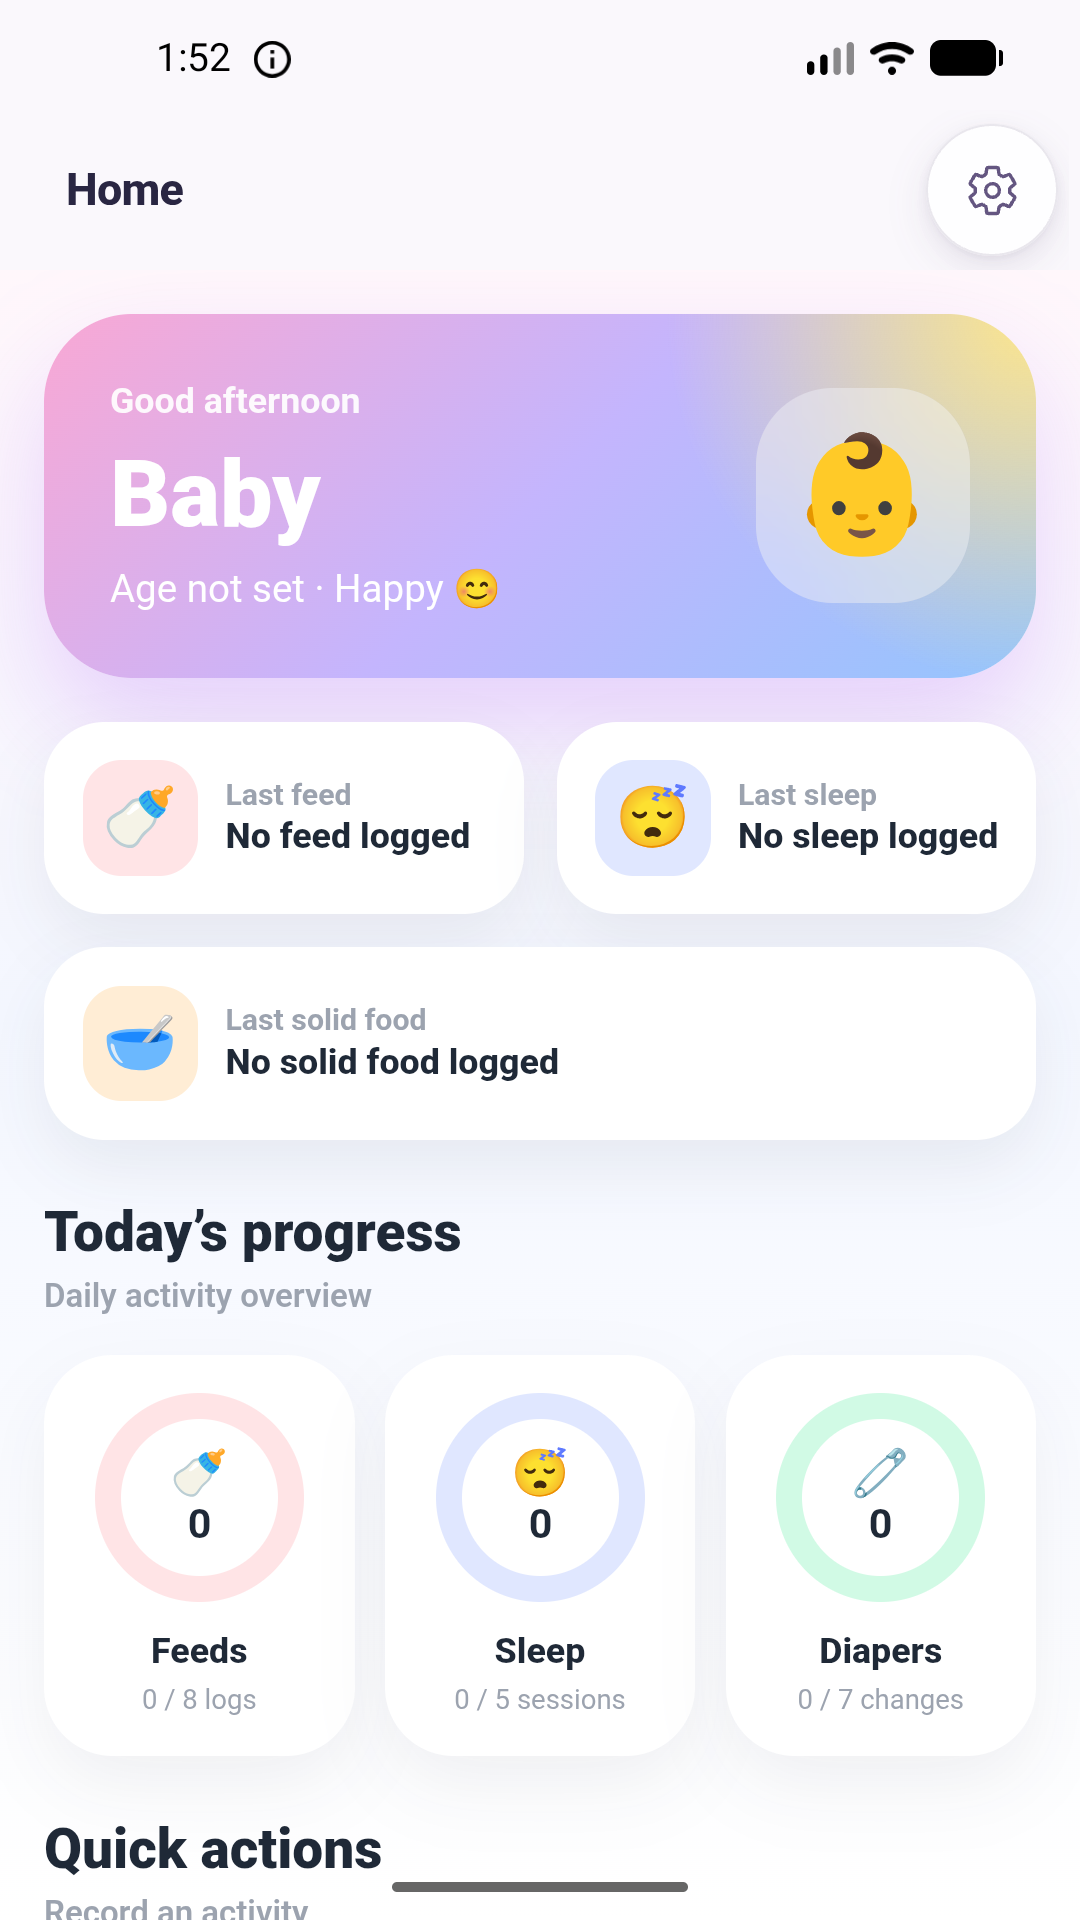 1:52
Home
Good afternoon
Baby
Age not set · Happy 😊
Last feed
No feed logged
Last sleep
No sleep logged
Last solid food
No solid food logged
Today’s progress
Daily activity overview
0
Feeds
0 / 8 logs
0
Sleep
0 / 5 sessions
0
Diapers
0 / 7 changes
Quick actions
Record an activity